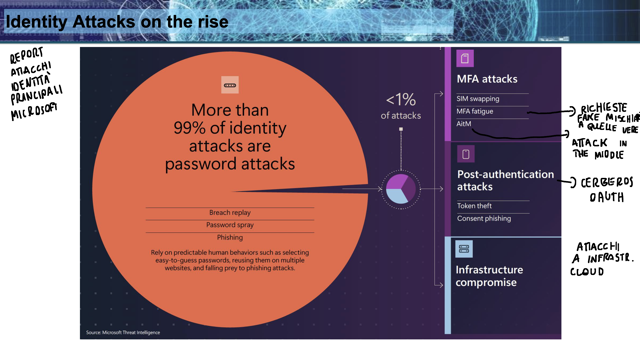 Identity Attacks on the rise
REPORT
ATTACCHI
IDENTITÀ
PRINCIPALI
MICROSOFT
More than
99% of identity
attacks are
password attacks
Breach replay
Password spray
Phishing
Rely on predictable human behaviors such as selecting
easy-to-guess passwords, reusing them on multiple
websites, and falling prey to phishing attacks.
Source: Microsoft Threat Intelligence
<1%
of attacks
MFA attacks
SIM swapping
MFA fatigue
AitM
RICHIESTE
FAKE MISCHIATE
A QUELLE VERE
ATTACK IN
THE MIDDLE
Post-authentication
attacks
Token theft
Consent phishing
CERBEROS
OAUTH
Infrastructure
compromise
ATTACCHI
A INFRASTR.
CLOUD